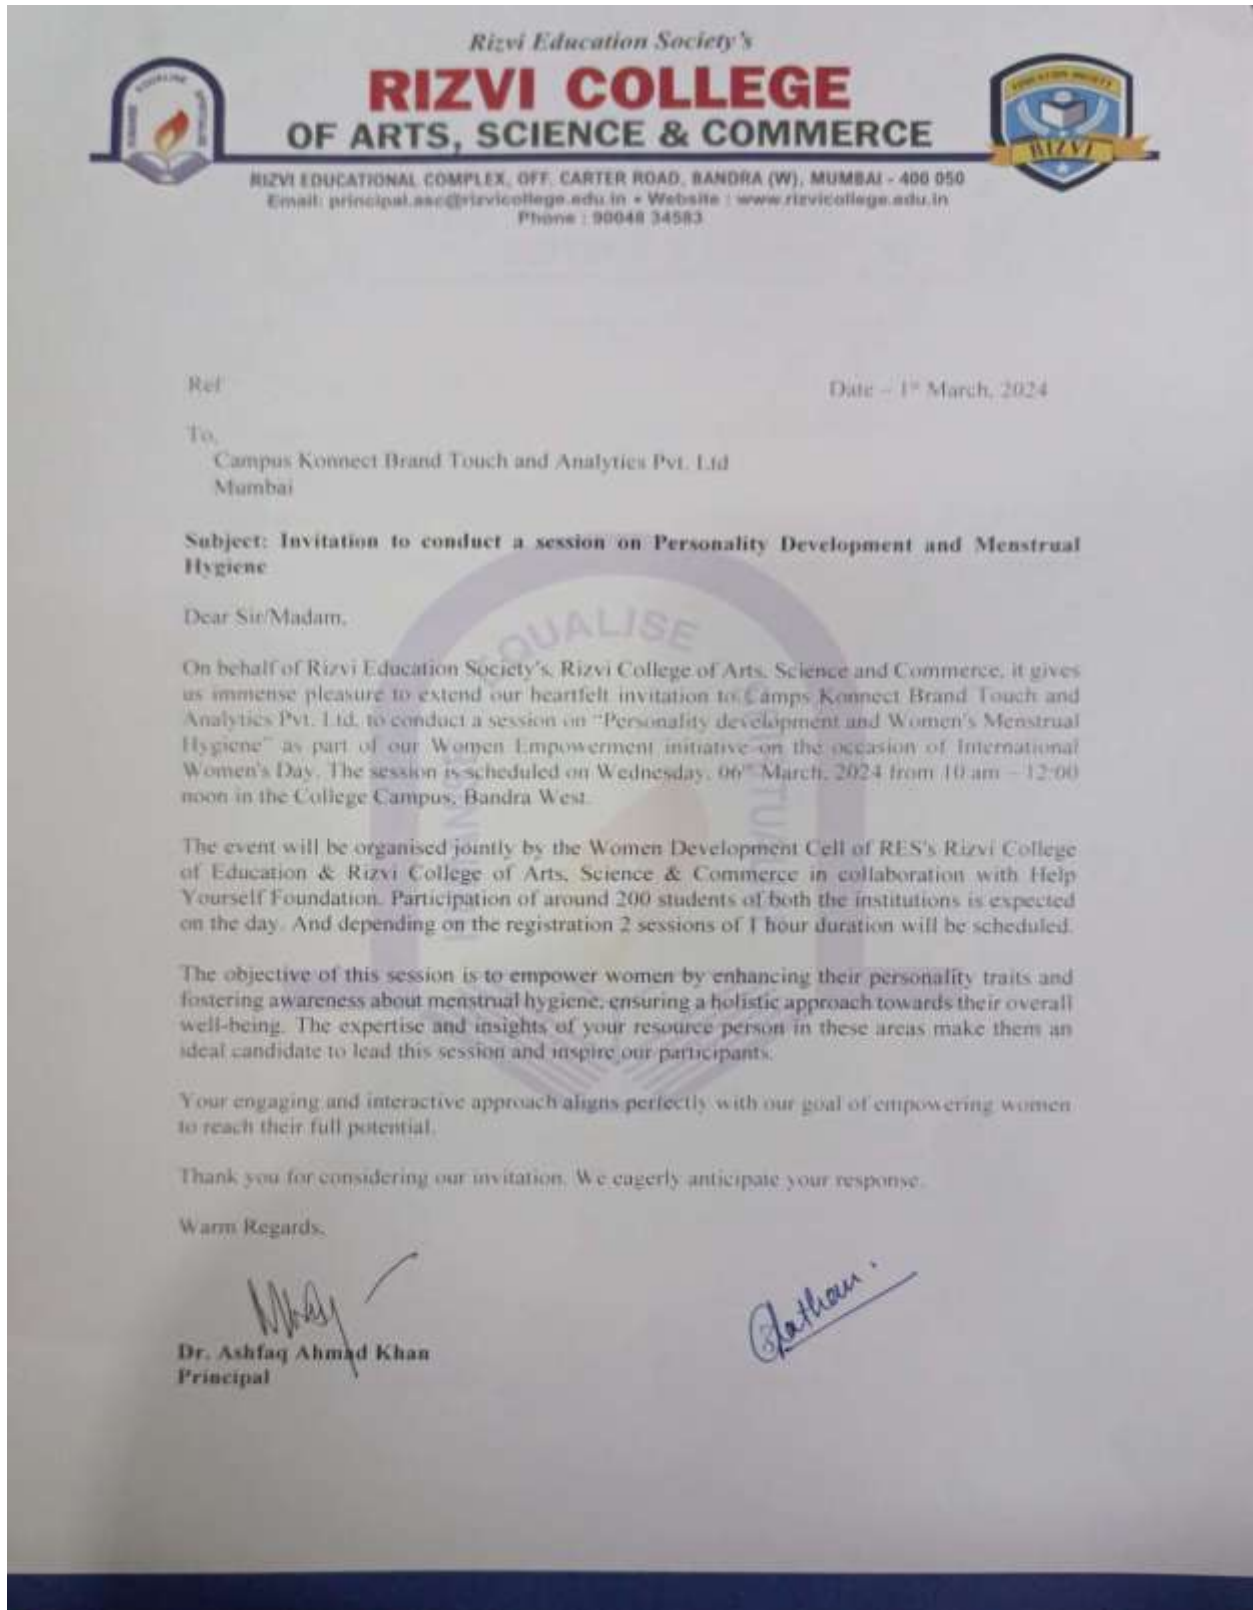 Rizvi Education Society's
RIZVI COLLEGE
OF ARTS, SCIENCE & COMMERCE
EQUALISE
EDUCATION SOCIETY
RIZVI
RIZVI EDUCATIONAL COMPLEX, OFF. CARTER ROAD, BANDRA (W), MUMBAI - 400 050
Email: principal.asc@rizvicollege.edu.in • Website : www.rizvicollege.edu.in
Phone : 90048 34583
Ref
Date – 1st March, 2024
To,
Campus Konnect Brand Touch and Analytics Pvt. Ltd
Mumbai
Subject: Invitation to conduct a session on Personality Development and Menstrual
Hygiene
Dear Sir/Madam,
EQUALISE
On behalf of Rizvi Education Society's, Rizvi College of Arts, Science and Commerce, it gives
us immense pleasure to extend our heartfelt invitation to Camps Konnect Brand Touch and
Analytics Pvt. Ltd. to conduct a session on "Personality development and Women's Menstrual
Hygiene" as part of our Women Empowerment initiative on the occasion of International
Women's Day. The session is scheduled on Wednesday, 06th March, 2024 from 10 am – 12:00
noon in the College Campus, Bandra West.
The event will be organised jointly by the Women Development Cell of RES's Rizvi College
of Education & Rizvi College of Arts, Science & Commerce in collaboration with Help
Yourself Foundation. Participation of around 200 students of both the institutions is expected
on the day. And depending on the registration 2 sessions of 1 hour duration will be scheduled.
The objective of this session is to empower women by enhancing their personality traits and
fostering awareness about menstrual hygiene, ensuring a holistic approach towards their overall
well-being. The expertise and insights of your resource person in these areas make them an
ideal candidate to lead this session and inspire our participants.
Your engaging and interactive approach aligns perfectly with our goal of empowering women
to reach their full potential.
Thank you for considering our invitation. We eagerly anticipate your response.
Warm Regards,
Dr. Ashfaq Ahmad Khan
Principal